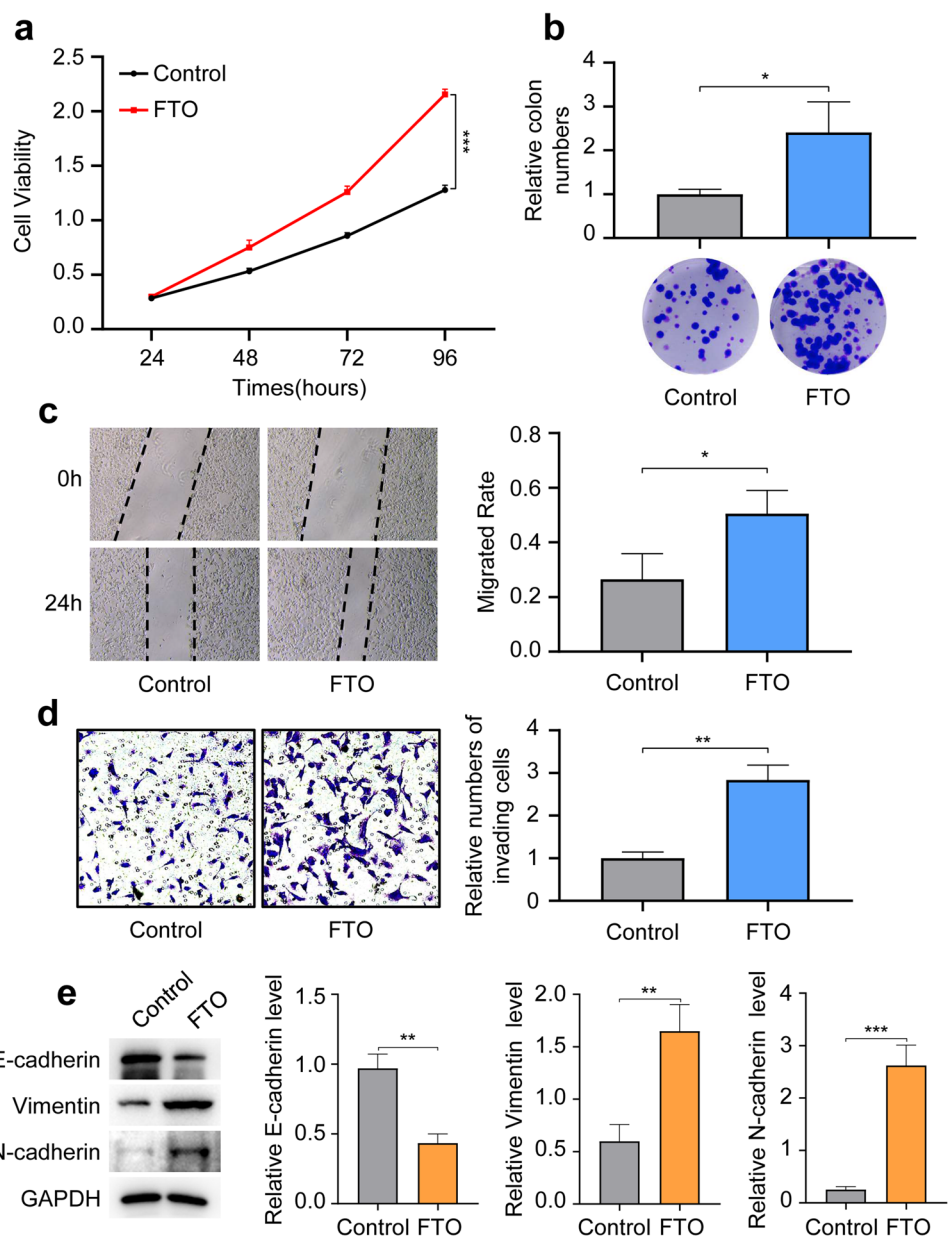 a
2.5
2.0
1.5
1.0
0.5
0.0
Cell Viability
Control
FTO
***
24 48 72 96
Times(hours)
b
4
3
2
1
0
Relative colon
numbers
*
Control FTO
c
0h
24h
Control FTO
0.8
0.6
0.4
0.2
0.0
Migrated Rate
*
Control FTO
d
Control FTO
4
3
2
1
0
Relative numbers of
invading cells
**
Control FTO
e
Control FTO
E-cadherin
Vimentin
N-cadherin
GAPDH
Relative E-cadherin level
1.5
1.0
0.5
0.0
**
Control FTO
Relative Vimentin level
2.0
1.5
1.0
0.5
0.0
**
Control FTO
Relative N-cadherin level
4
3
2
1
0
***
Control FTO